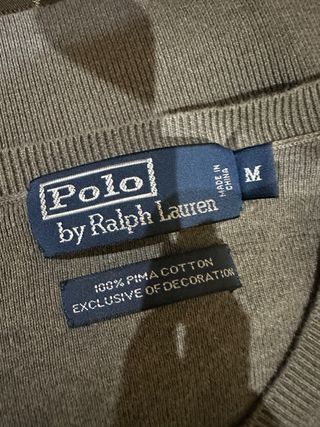 Polo
by Ralph Lauren
MADE IN
CHINA
M
100% PIMA COTTON
EXCLUSIVE OF DECORATION